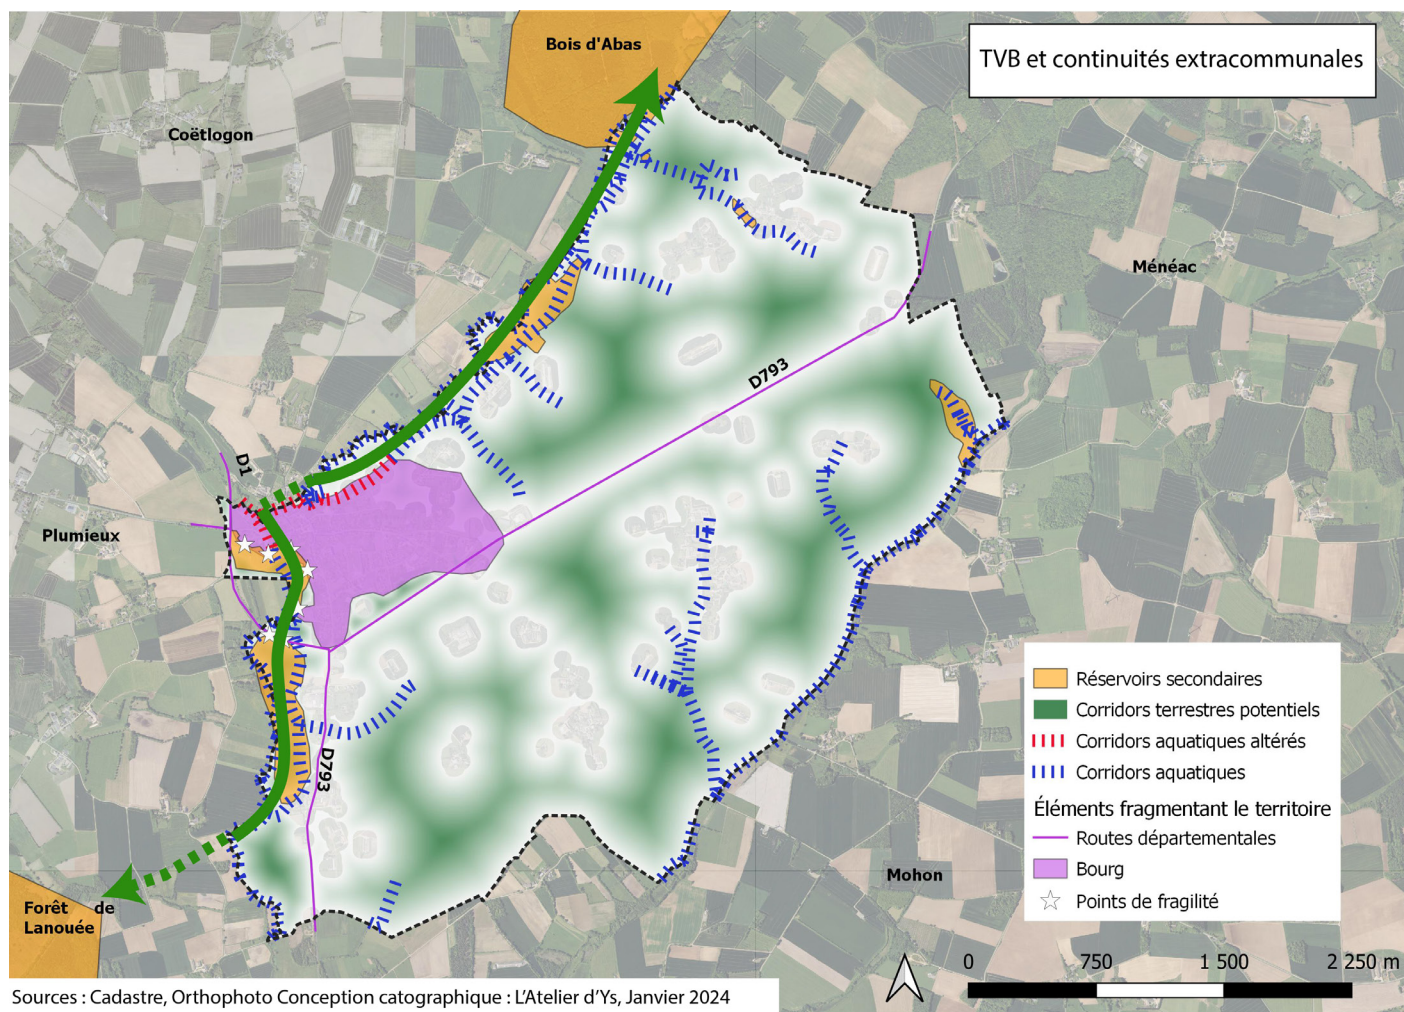 TVB et continuités extracommunales
Bois d'Abas
Coëtlogon
Ménéac
D793
D1
Plumieux
D793
Réservoirs secondaires
Corridors terrestres potentiels
Corridors aquatiques altérés
Corridors aquatiques
Éléments fragmentant le territoire
Routes départementales
Bourg
Points de fragilité
Mohon
Forêt de
Lanouée
0 750 1 500 2 250 m
Sources : Cadastre, Orthophoto Conception catographique : L'Atelier d'Ys, Janvier 2024